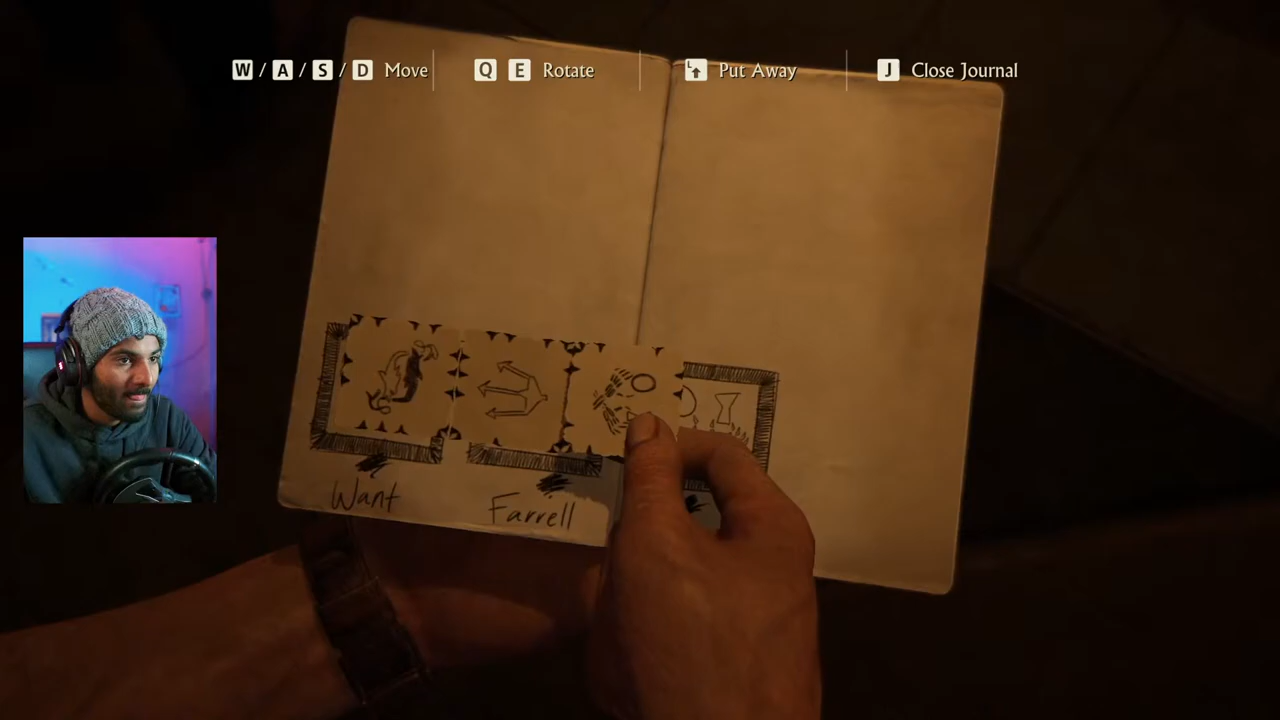 W / A / S / D Move Q E Rotate L Put Away J Close Journal
Want Farrell